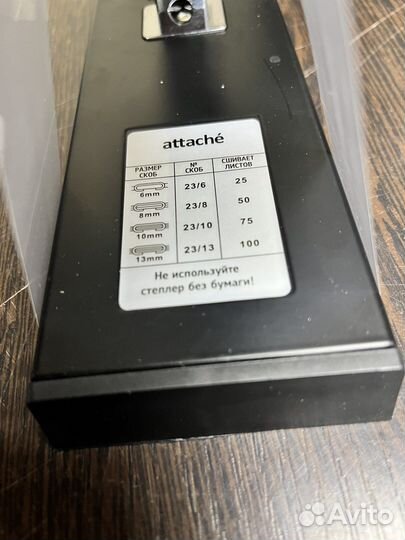 attaché
РАЗМЕР СКОБ № СКОБ СШИВАЕТ ЛИСТОВ
6mm 23/6 25
8mm 23/8 50
10mm 23/10 75
13mm 23/13 100
Не используйте
степлер без бумаги!
Avito